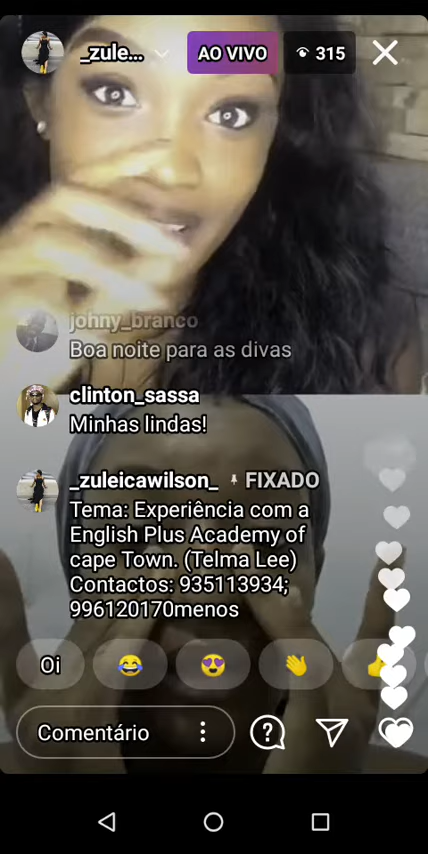 _zule...
AO VIVO
315
johny_branco
Boa noite para as divas
clinton_sassa
Minhas lindas!
_zuleicawilson_ FIXADO
Tema: Experiência com a
English Plus Academy of
cape Town. (Telma Lee)
Contactos: 935113934;
996120170menos
Oi
Comentário